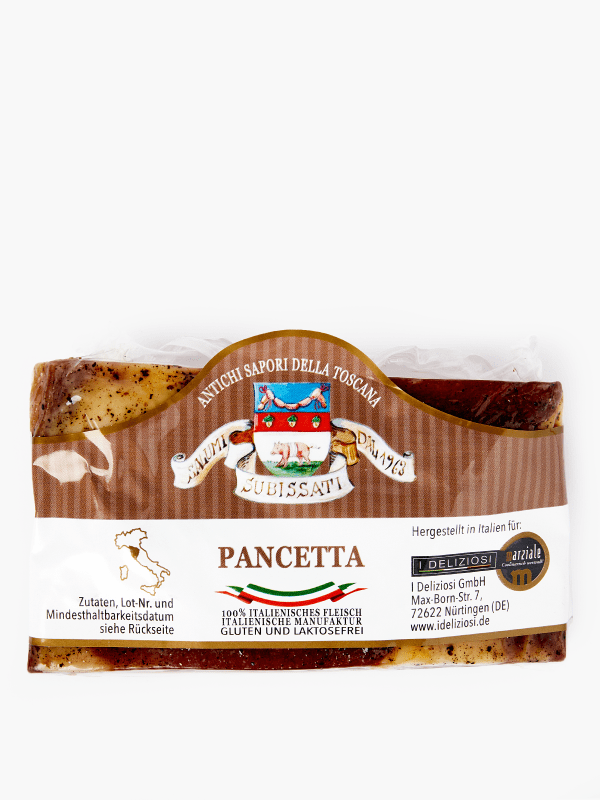 ANTICHI SAPORI DELLA TOSCANA
SALUMI
DAL 1968
SUBISSATI
PANCETTA
100% ITALIENISCHES FLEISCH
ITALIENISCHE MANUFAKTUR
GLUTEN UND LAKTOSEFREI
Zutaten, Lot-Nr. und
Mindesthaltbarkeitsdatum
siehe Rückseite
Hergestellt in Italien für:
I DELIZIOSI
marziale
m
I Deliziosi GmbH
Max-Born-Str. 7,
72622 Nürtingen (DE)
www.ideliziosi.de